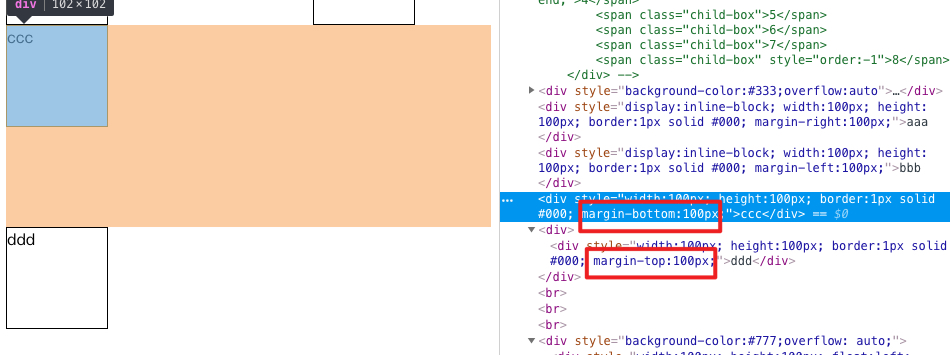 div | 102 × 102
ccc
ddd
end; >4</span>
<span class="child-box">5</span>
<span class="child-box">6</span>
<span class="child-box">7</span>
<span class="child-box" style="order:-1">8</span>
</div> -->
<div style="background-color:#333;overflow:auto">…</div>
<div style="display:inline-block; width:100px; height:
100px; border:1px solid #000; margin-right:100px;">aaa
</div>
<div style="display:inline-block; width:100px; height:
100px; border:1px solid #000; margin-left:100px;">bbb
</div>
<div style="width:100px; height:100px; border:1px solid
#000; margin-bottom:100px;">ccc</div> == $0
<div>
<div style="width:100px; height:100px; border:1px solid
#000; margin-top:100px;">ddd</div>
</div>
<br>
<br>
<br>
<div style="background-color:#777;overflow: auto;">